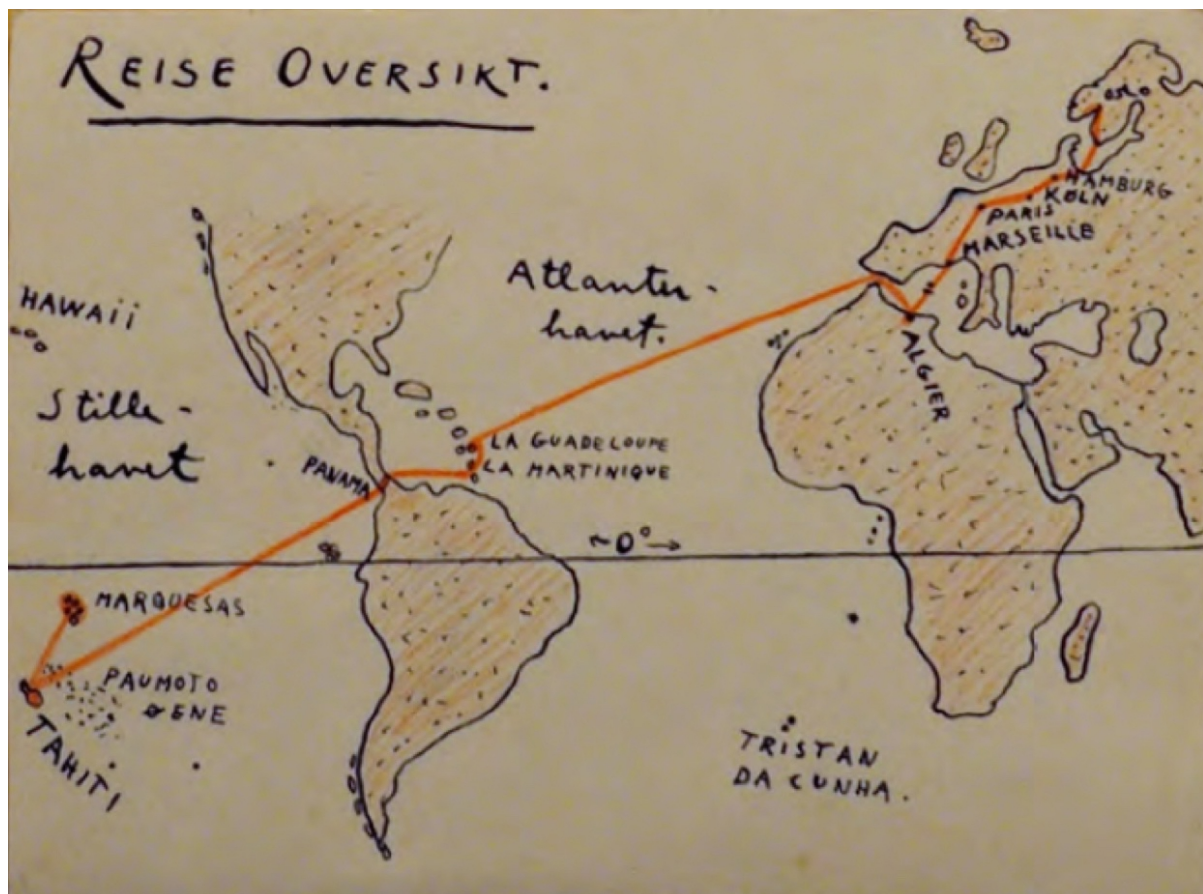 REISE OVERSIKT.
OSLO
HAMBURG
KÖLN
PARIS
MARSEILLE
Atlanter-
havet.
HAWAII
ALGIER
Stille-
havet
LA GUADELOUPE
LA MARTINIQUE
PANAMA
~0°→
MARQUESAS
PAUMOTO
ØENE
TAHITI
TRISTAN
DA CUNHA.